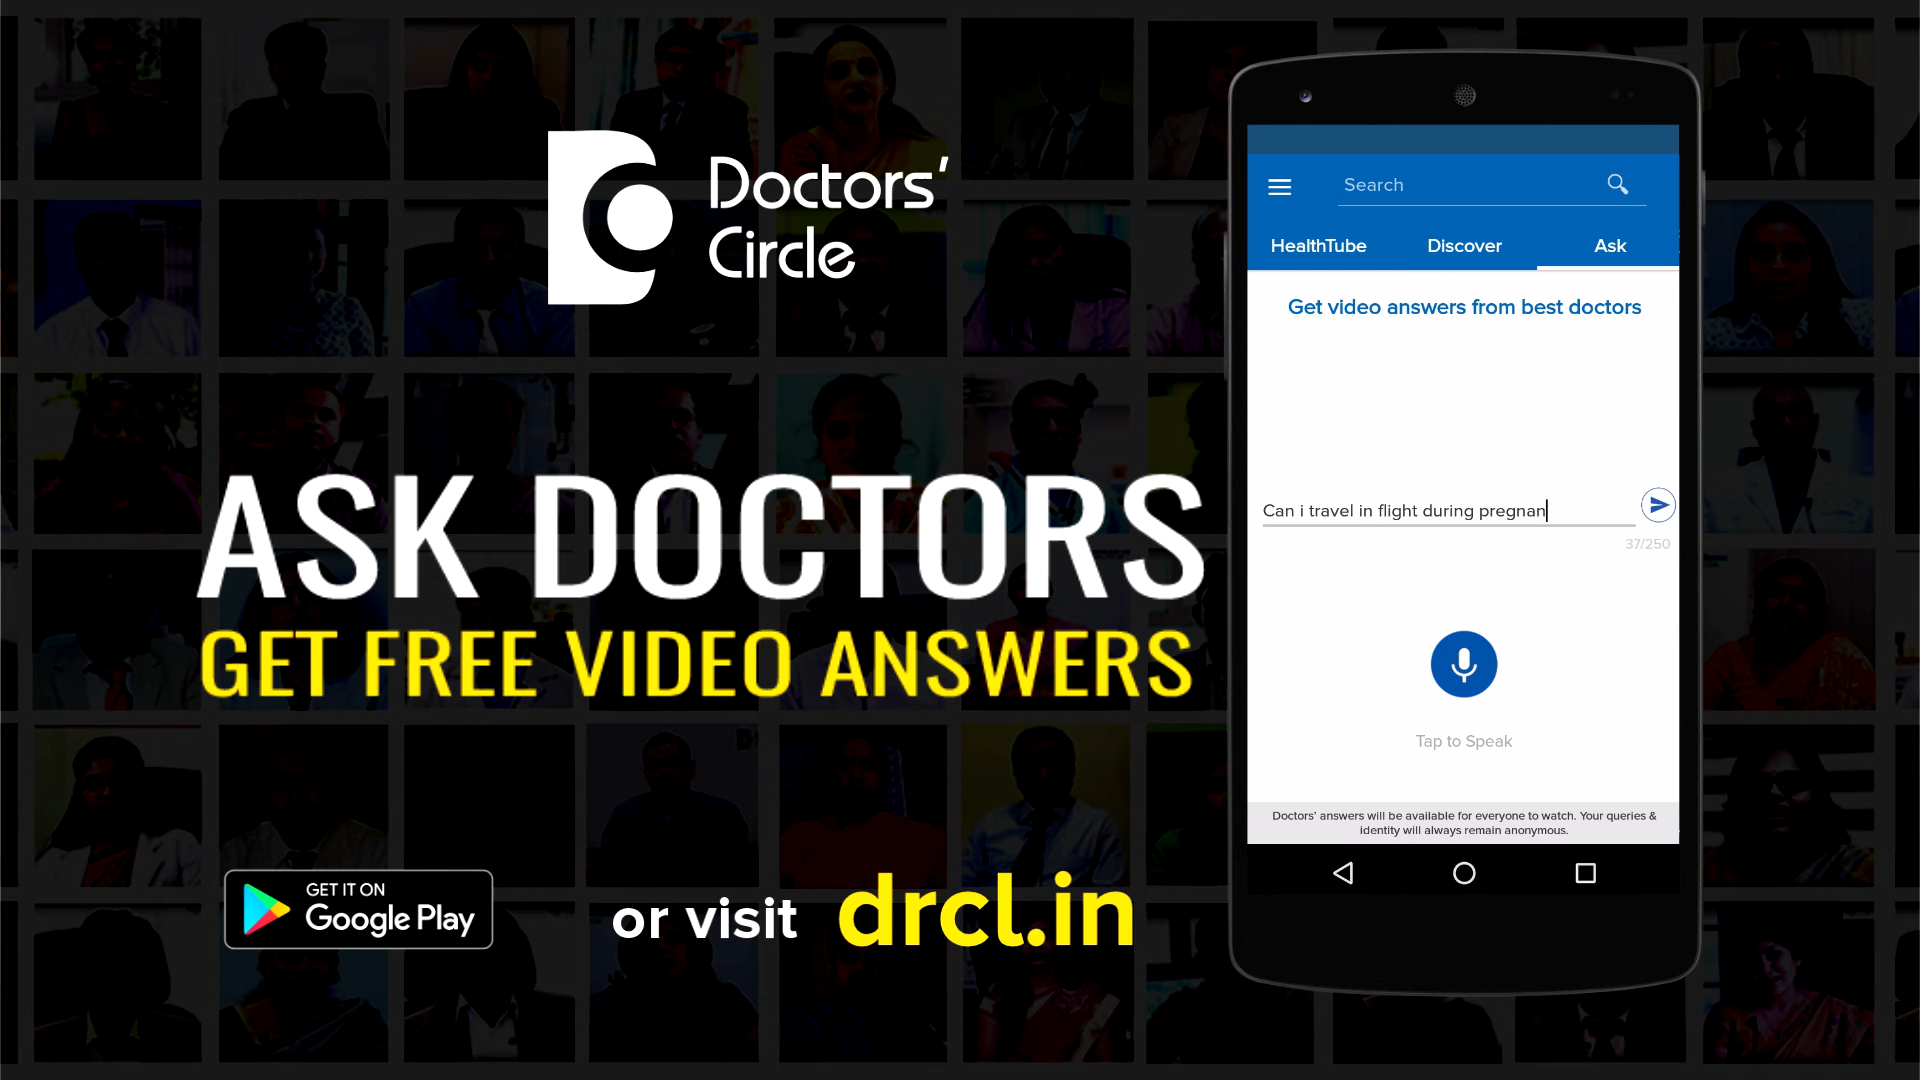 Doctors'
Circle
ASK DOCTORS
GET FREE VIDEO ANSWERS
GET IT ON
Google Play
or visit drcl.in
Search
HealthTube Discover Ask
Get video answers from best doctors
Can i travel in flight during pregnan
37/250
Tap to Speak
Doctors' answers will be available for everyone to watch. Your queries &
identity will always remain anonymous.